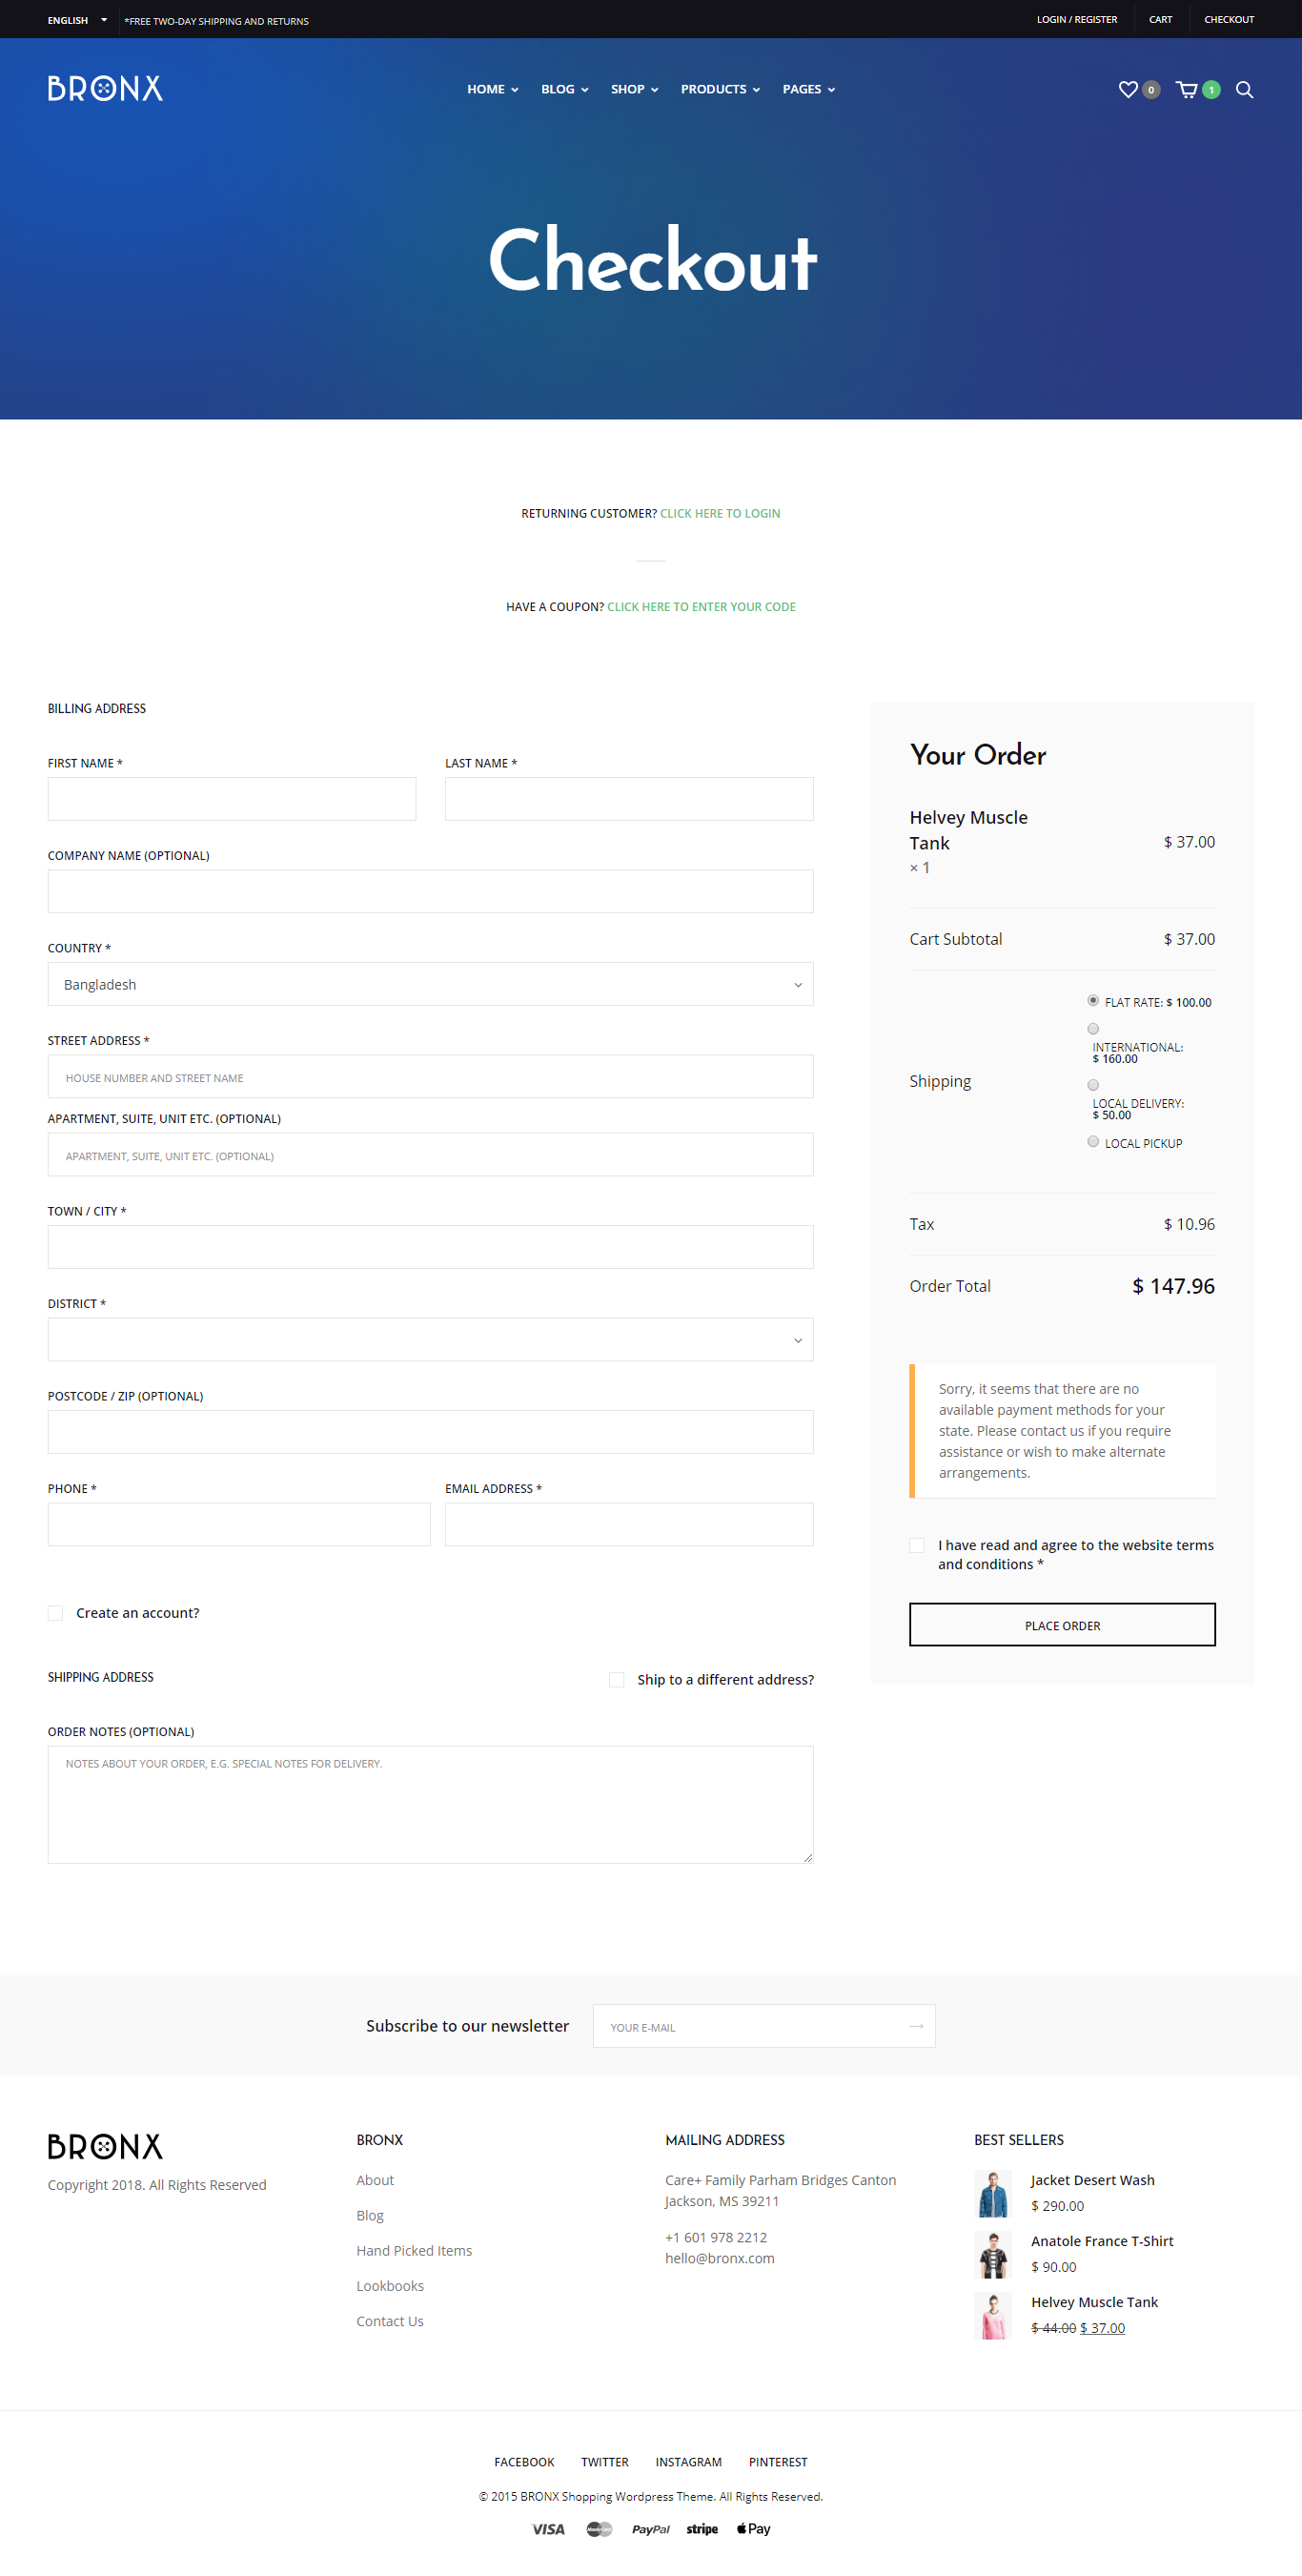 ENGLISH
*FREE TWO-DAY SHIPPING AND RETURNS
LOGIN / REGISTER
CART
CHECKOUT
BRONX
HOME
BLOG
SHOP
PRODUCTS
PAGES
0
1
Checkout
RETURNING CUSTOMER? CLICK HERE TO LOGIN
HAVE A COUPON? CLICK HERE TO ENTER YOUR CODE
BILLING ADDRESS
FIRST NAME *
LAST NAME *
COMPANY NAME (OPTIONAL)
COUNTRY *
Bangladesh
STREET ADDRESS *
HOUSE NUMBER AND STREET NAME
APARTMENT, SUITE, UNIT ETC. (OPTIONAL)
APARTMENT, SUITE, UNIT ETC. (OPTIONAL)
TOWN / CITY *
DISTRICT *
POSTCODE / ZIP (OPTIONAL)
PHONE *
EMAIL ADDRESS *
Create an account?
SHIPPING ADDRESS
Ship to a different address?
ORDER NOTES (OPTIONAL)
NOTES ABOUT YOUR ORDER, E.G. SPECIAL NOTES FOR DELIVERY.
Your Order
Helvey Muscle
Tank
× 1
$ 37.00
Cart Subtotal
$ 37.00
Shipping
FLAT RATE: $ 100.00
INTERNATIONAL:
$ 160.00
LOCAL DELIVERY:
$ 50.00
LOCAL PICKUP
Tax
$ 10.96
Order Total
$ 147.96
Sorry, it seems that there are no
available payment methods for your
state. Please contact us if you require
assistance or wish to make alternate
arrangements.
I have read and agree to the website terms
and conditions *
PLACE ORDER
Subscribe to our newsletter
YOUR E-MAIL
BRONX
Copyright 2018. All Rights Reserved
BRONX
About
Blog
Hand Picked Items
Lookbooks
Contact Us
MAILING ADDRESS
Care+ Family Parham Bridges Canton
Jackson, MS 39211
+1 601 978 2212
hello@bronx.com
BEST SELLERS
Jacket Desert Wash
$ 290.00
Anatole France T-Shirt
$ 90.00
Helvey Muscle Tank
$ 44.00 $ 37.00
FACEBOOK
TWITTER
INSTAGRAM
PINTEREST
© 2015 BRONX Shopping Wordpress Theme. All Rights Reserved.
VISA
MasterCard
PayPal
stripe
Pay